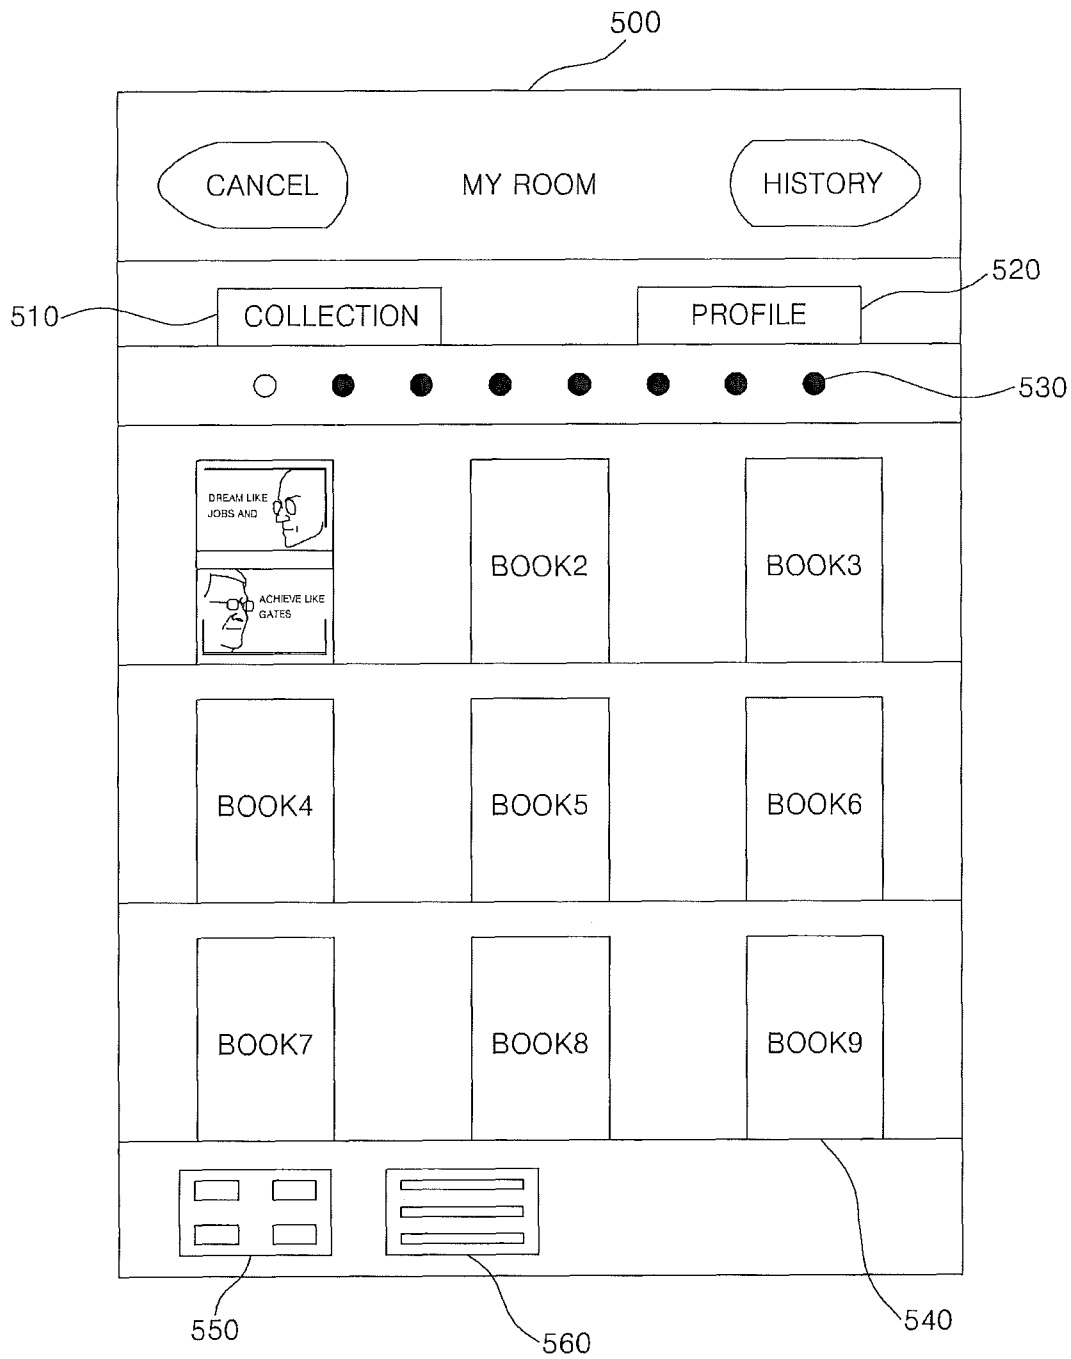 500
CANCEL
MY ROOM
HISTORY
520
510
COLLECTION
PROFILE
530
DREAM LIKE
JOBS AND
ACHIEVE LIKE
GATES
BOOK2
BOOK3
BOOK4
BOOK5
BOOK6
BOOK7
BOOK8
BOOK9
550
560
540